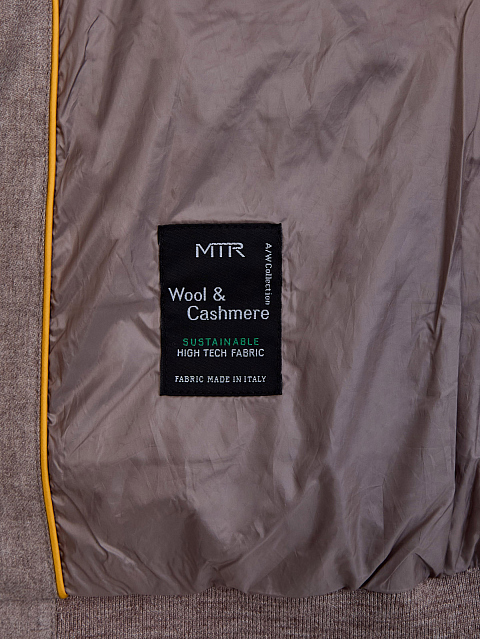 MTR
A/W Collection
Wool &
Cashmere
SUSTAINABLE
HIGH TECH FABRIC
FABRIC MADE IN ITALY